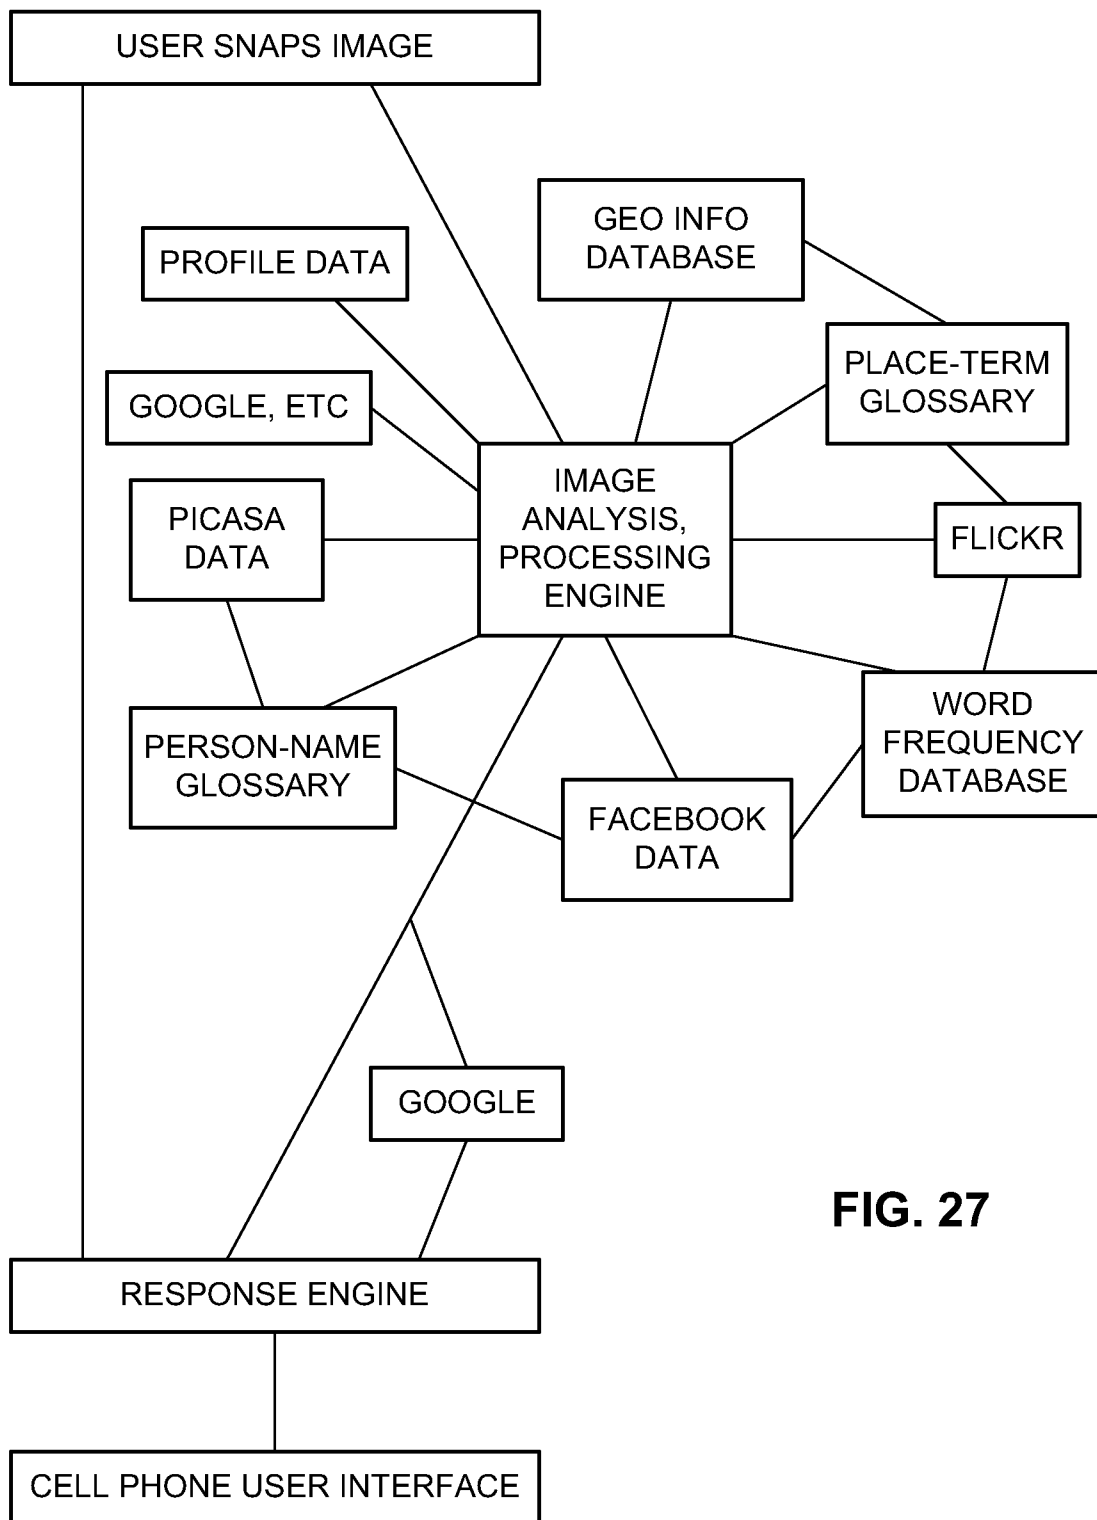 USER SNAPS IMAGE
GEO INFO
DATABASE
PROFILE DATA
PLACE-TERM
GLOSSARY
GOOGLE, ETC
IMAGE
ANALYSIS,
PROCESSING
ENGINE
PICASA
DATA
FLICKR
WORD
FREQUENCY
DATABASE
PERSON-NAME
GLOSSARY
FACEBOOK
DATA
GOOGLE
FIG. 27
RESPONSE ENGINE
CELL PHONE USER INTERFACE